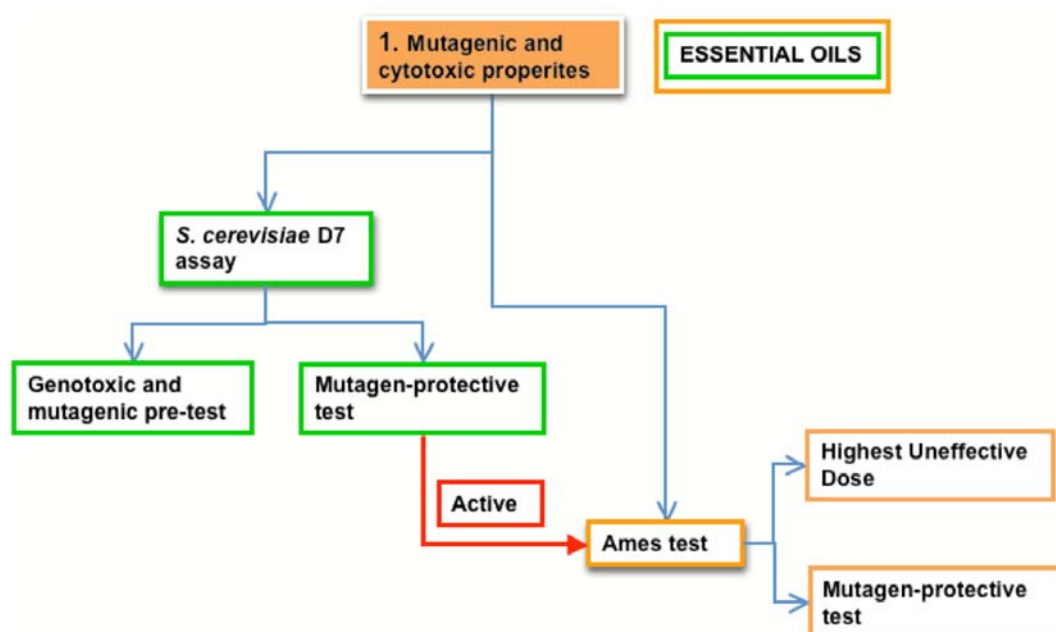 1. Mutagenic and
cytotoxic properites
ESSENTIAL OILS
S. cerevisiae D7
assay
Genotoxic and
mutagenic pre-test
Mutagen-protective
test
Active
Ames test
Highest Uneffective
Dose
Mutagen-protective
test